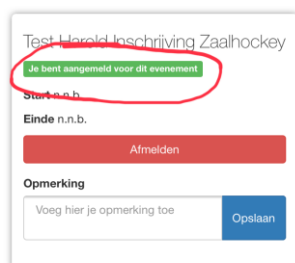 Test Harold Inschrijving Zaalhockey
Je bent aangemeld voor dit evenement
Start n.n.b.
Einde n.n.b.
Afmelden
Opmerking
Voeg hier je opmerking toe
Opslaan